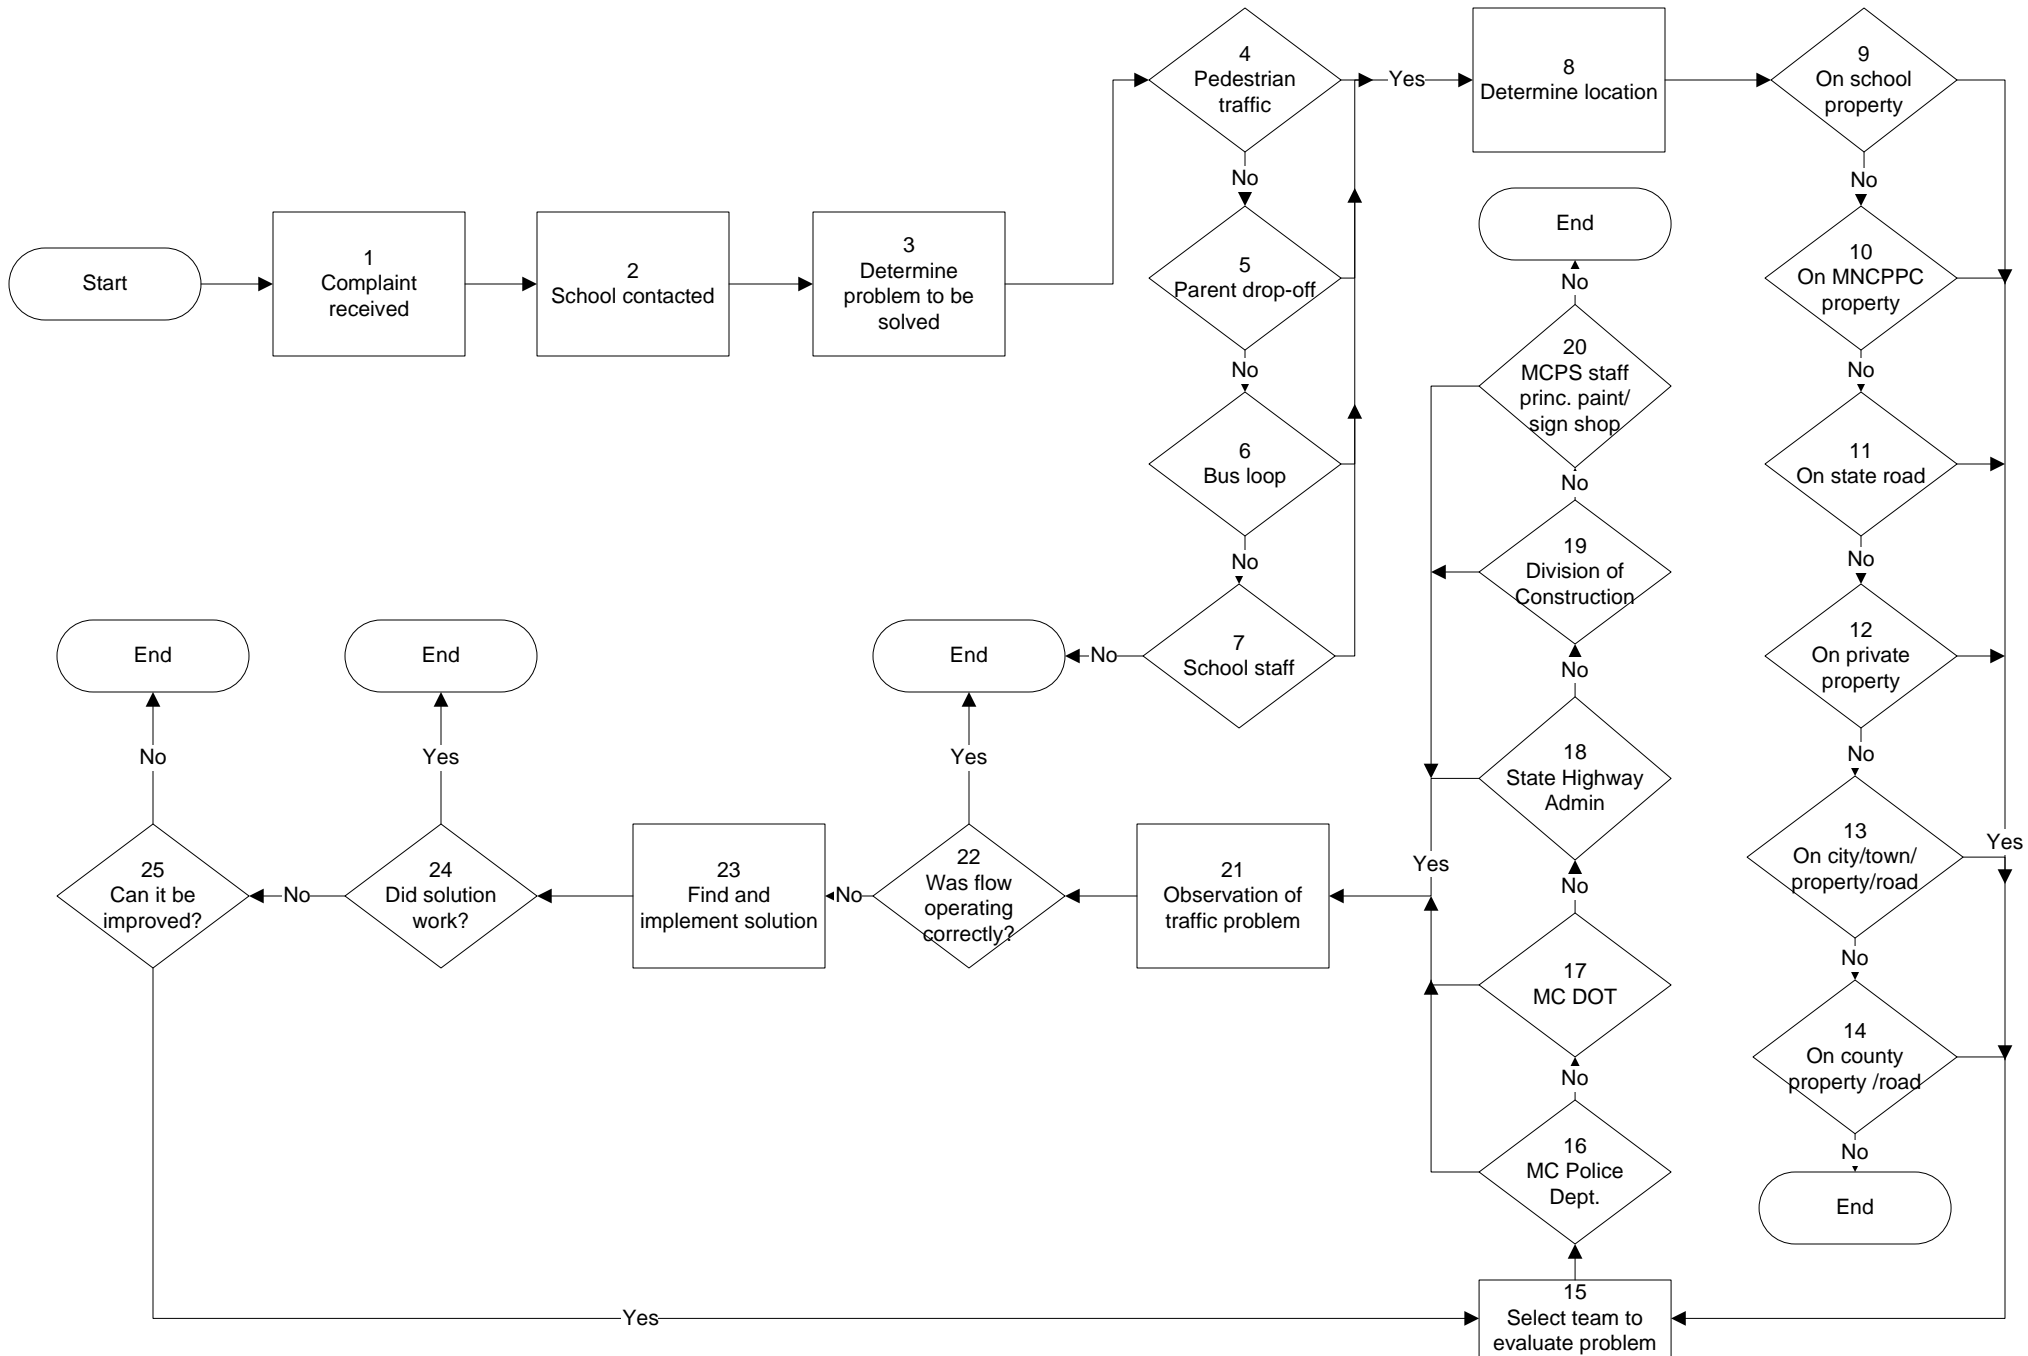 Start
1
Complaint
received
2
School contacted
3
Determine
problem to be
solved
4
Pedestrian
traffic
No
5
Parent drop-off
No
6
Bus loop
No
7
School staff
No
End
Yes
8
Determine location
9
On school
property
No
10
On MNCPPC
property
No
11
On state road
No
12
On private
property
No
13
On city/town/
property/road
No
14
On county
property /road
No
End
Yes
15
Select team to
evaluate problem
16
MC Police
Dept.
No
17
MC DOT
No
18
State Highway
Admin
No
19
Division of
Construction
No
20
MCPS staff
princ. paint/
sign shop
No
End
Yes
21
Observation of
traffic problem
22
Was flow
operating
correctly?
Yes
No
23
Find and
implement solution
24
Did solution
work?
Yes
End
No
25
Can it be
improved?
No
End
Yes